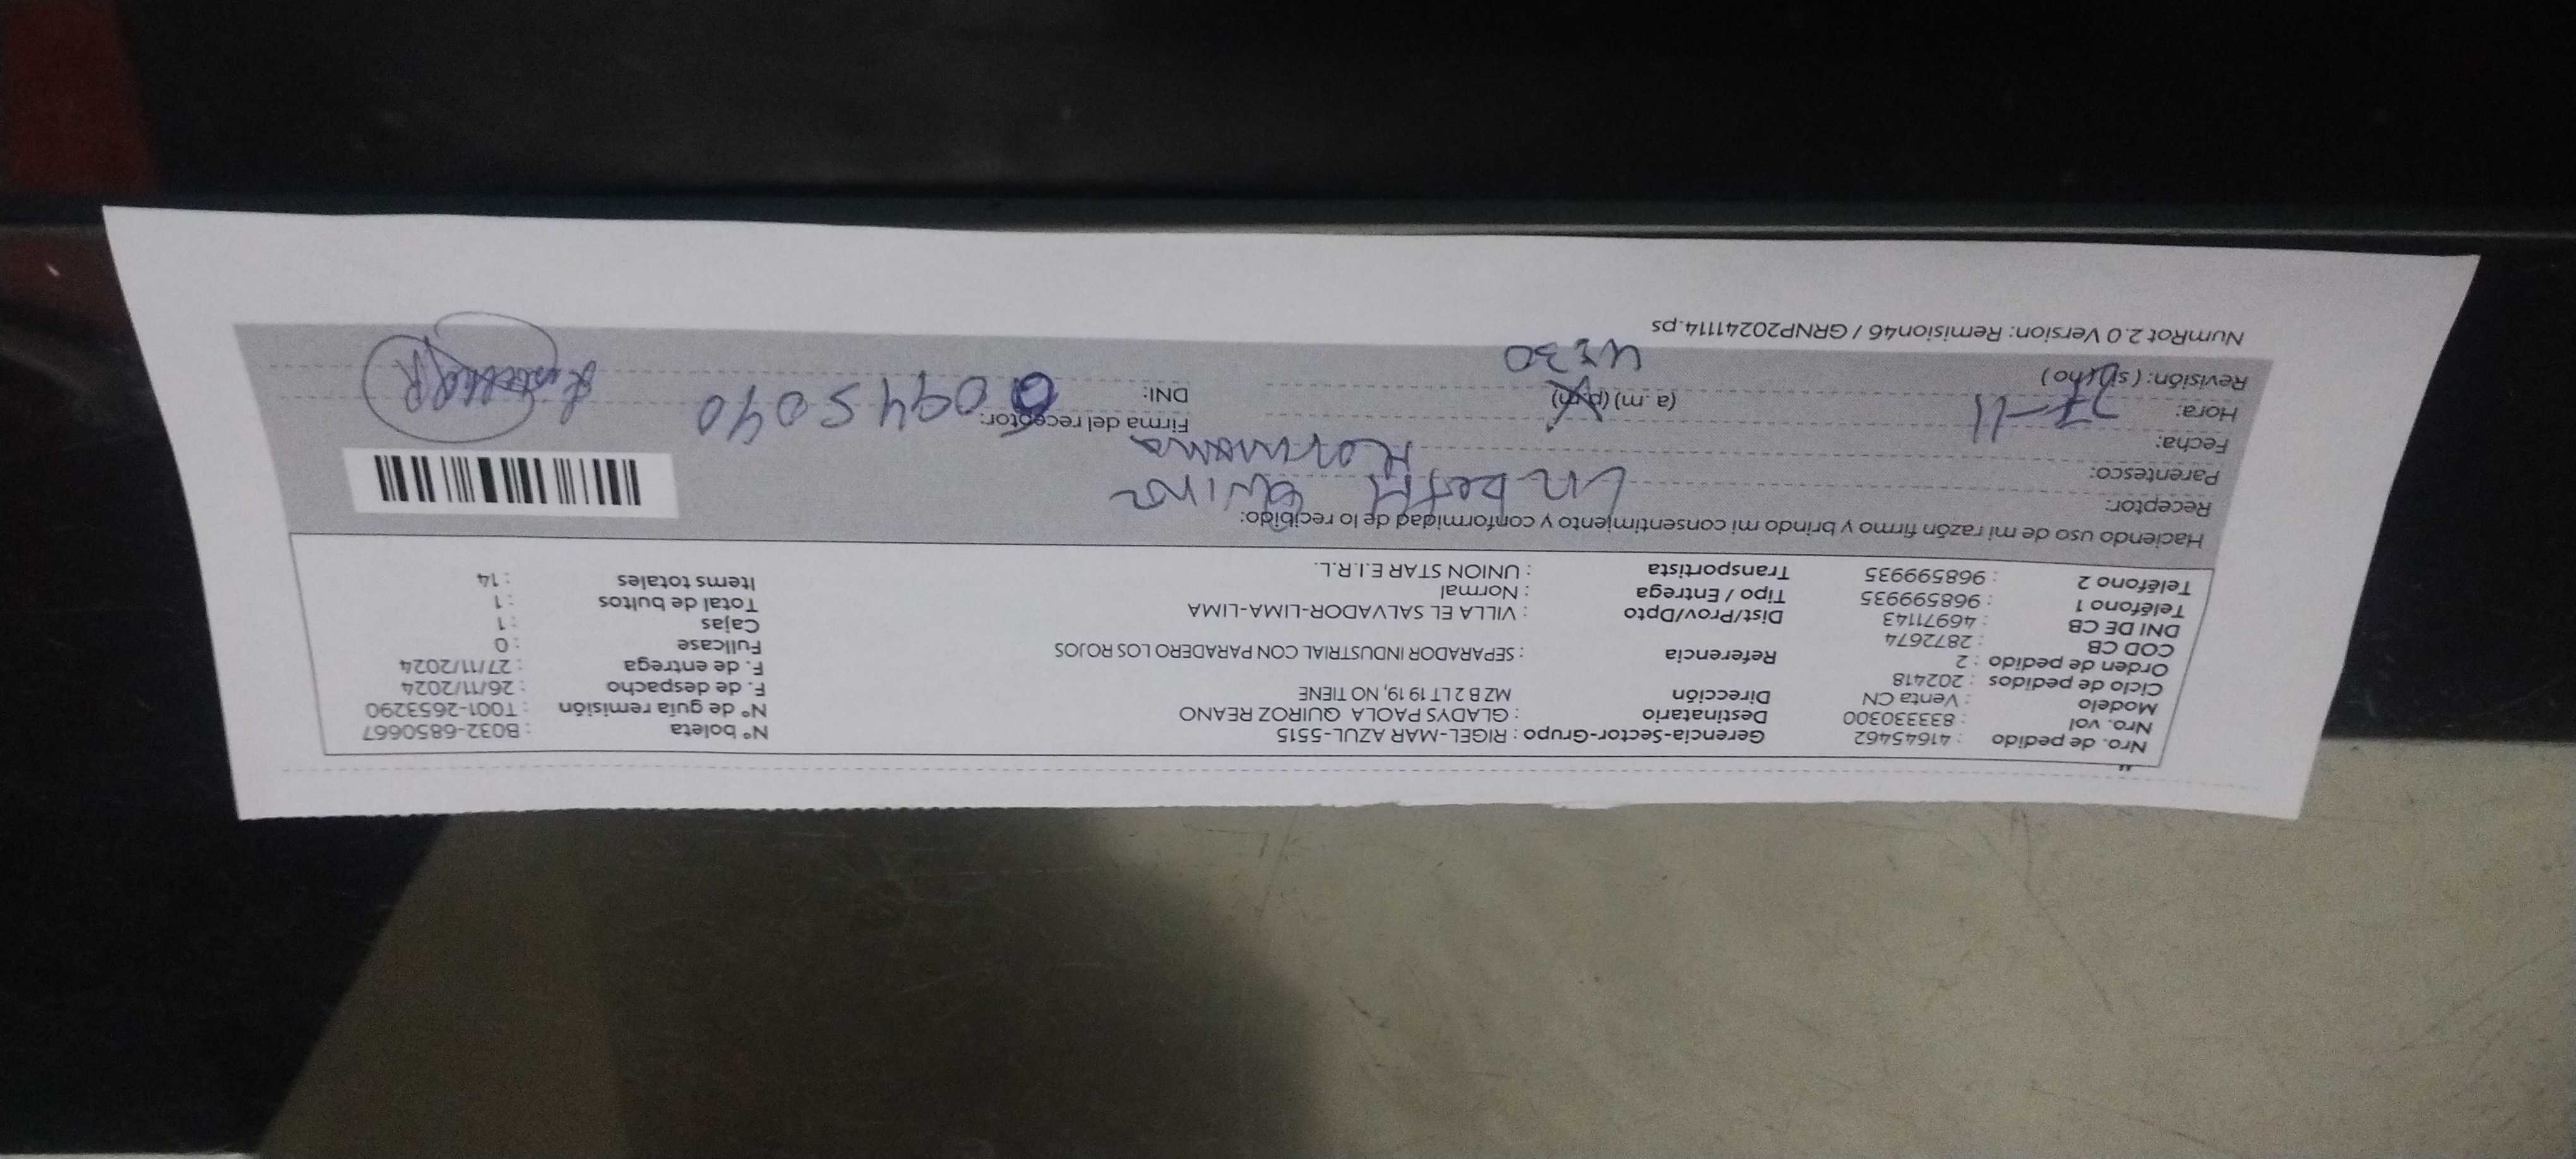 Nro. de pedido : 41645462 Gerencia-Sector-Grupo : RIGEL-MAR AZUL-5515 N° boleta : B032-6850667
Nro. vol : 833330300 Destinatario : GLADYS PAOLA QUIROZ REANO N° de guía remisión : T001-2653290
Modelo : Venta CN Dirección MZ B 2 LT 19 19, NO TIENE F. de despacho : 26/11/2024
Ciclo de pedidos : 202418 F. de entrega : 27/11/2024
Orden de pedido : 2 Referencia : SEPARADOR INDUSTRIAL CON PARADERO LOS ROJOS Fullcase : 0
COD CB : 2872674 Cajas : 1
DNI DE CB : 46971143 Dist/Prov/Dpto : VILLA EL SALVADOR-LIMA-LIMA Total de bultos : 1
Teléfono 1 : 968599935 Tipo / Entrega : Normal Items totales : 14
Teléfono 2 : 968599935 Transportista : UNION STAR E.I.R.L.
Haciendo uso de mi razón firmo y brindo mi consentimiento y conformidad de lo recibido:
Receptor:
Parentesco: Hermana
Fecha: 27-11 Firma del receptor:
Hora: (a.m) (p.m) DNI: 0945040
Revisión: ( si / no ) 4:30
NumRot 2.0 Version: Remision46 / GRNP20241114.ps